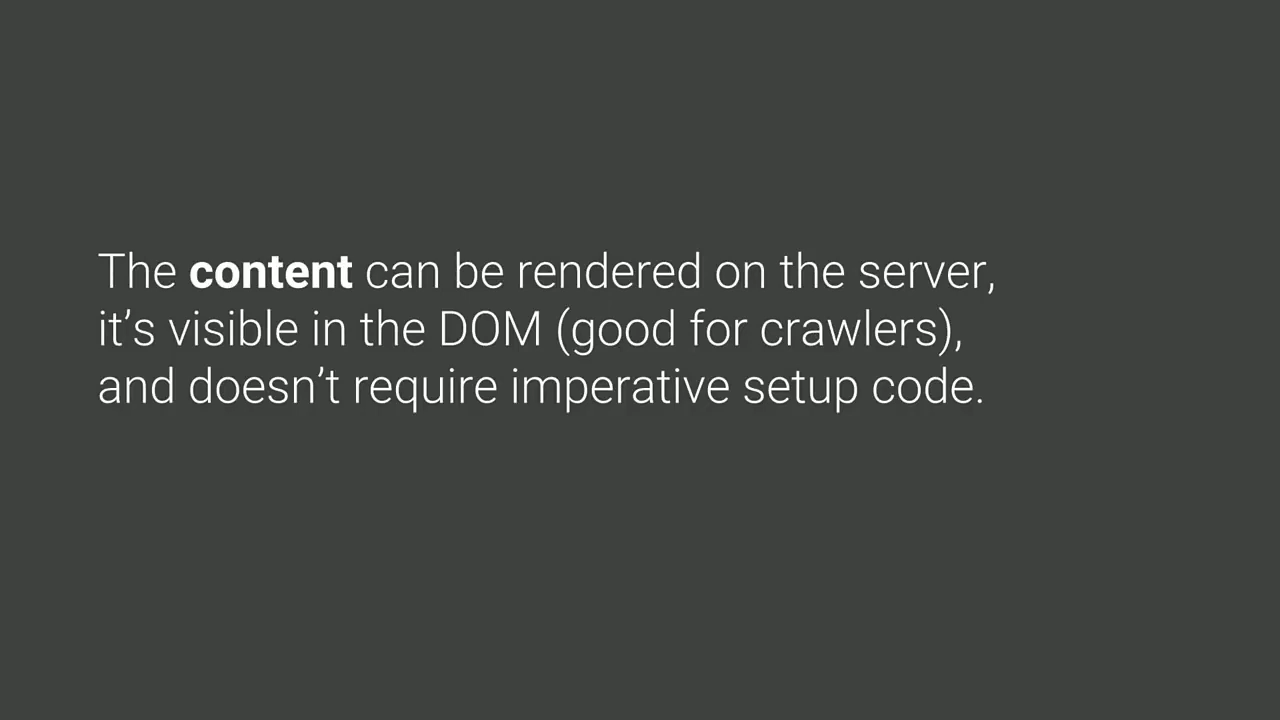 The content can be rendered on the server,
it’s visible in the DOM (good for crawlers),
and doesn’t require imperative setup code.